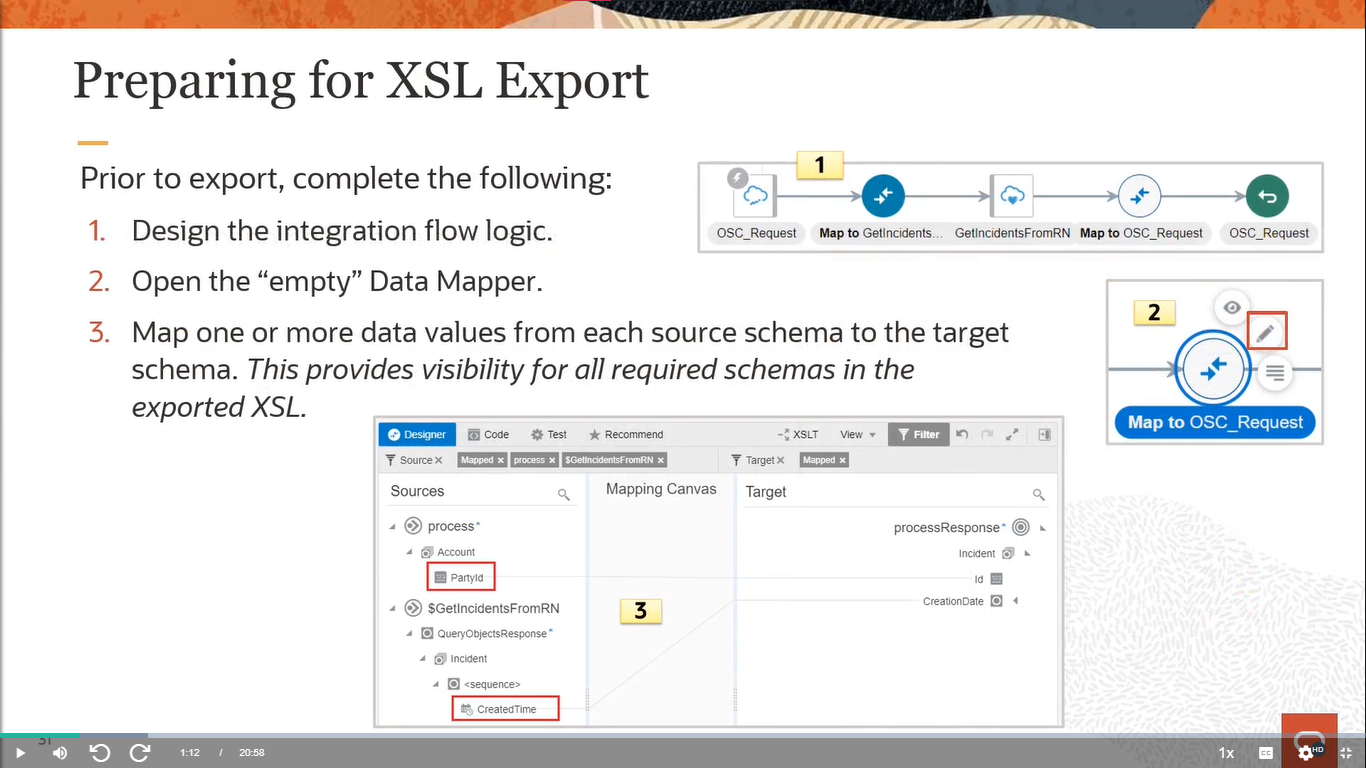 Preparing for XSL Export
Prior to export, complete the following:
1. Design the integration flow logic.
2. Open the “empty” Data Mapper.
3. Map one or more data values from each source schema to the target
schema. This provides visibility for all required schemas in the
exported XSL.
1
OSC_Request
Map to GetIncidents...
GetIncidentsFromRN
Map to OSC_Request
OSC_Request
2
Map to OSC_Request
Designer Code Test Recommend XSLT View Filter
Source Mapped process $GetIncidentsFromRN Target Mapped
Sources
Mapping Canvas
Target
process*
Account
PartyId
$GetIncidentsFromRN
QueryObjectsResponse*
Incident
<sequence>
CreatedTime
3
processResponse*
Incident
Id
CreationDate
31
1:12 / 20:58
1x
CC
HD